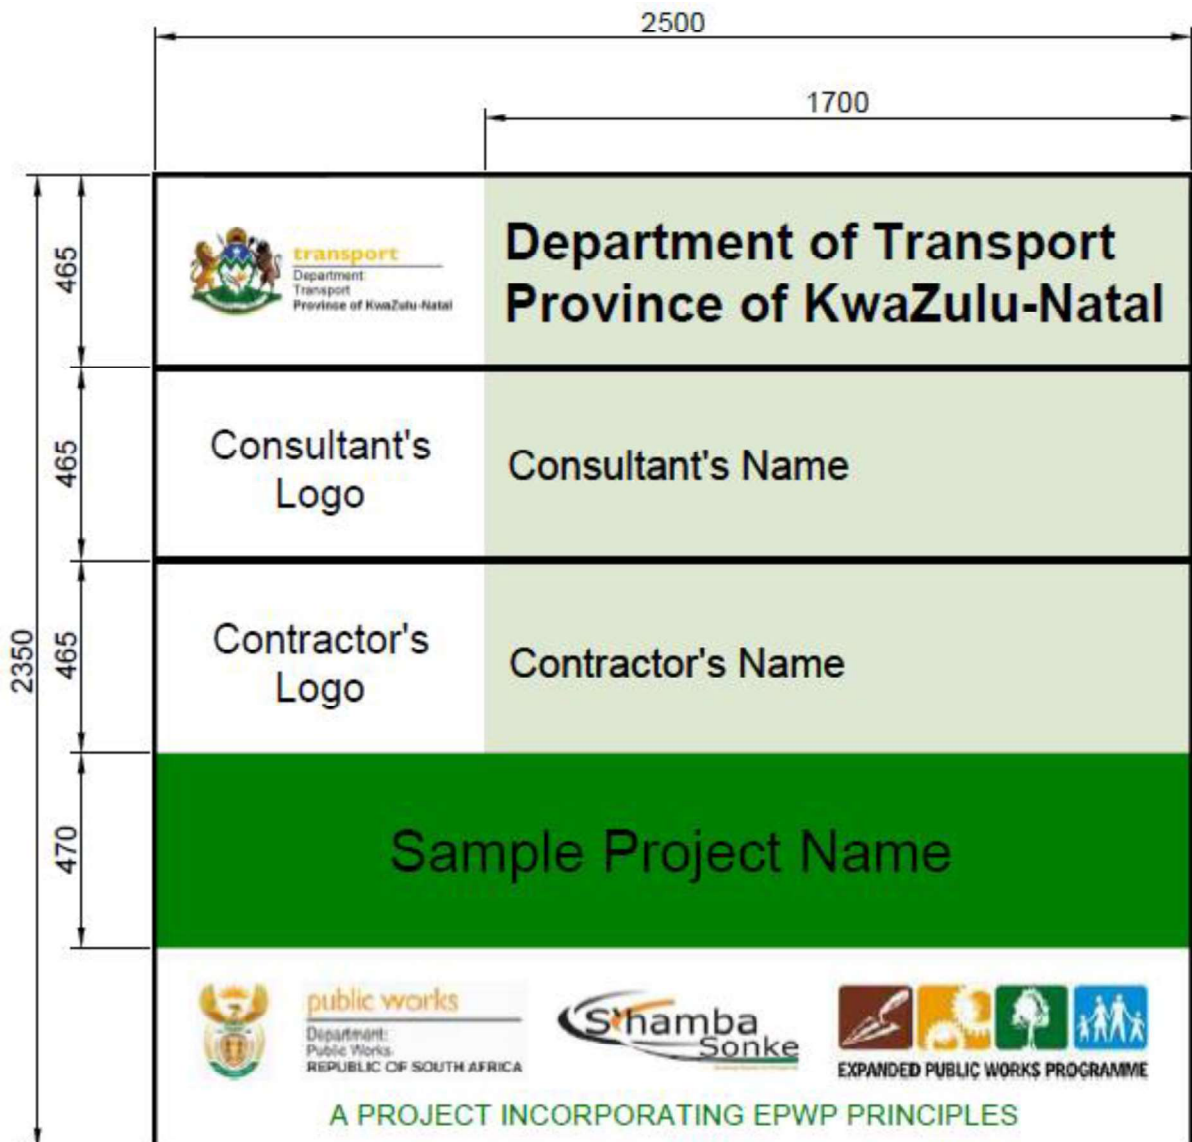 2500
1700
465
transport
Department:
Transport
Province of KwaZulu-Natal
Department of Transport
Province of KwaZulu-Natal
465
Consultant's
Logo
Consultant's Name
2350
465
Contractor's
Logo
Contractor's Name
470
Sample Project Name
public works
Department:
Public Works
REPUBLIC OF SOUTH AFRICA
S'hamba
Sonke
EXPANDED PUBLIC WORKS PROGRAMME
A PROJECT INCORPORATING EPWP PRINCIPLES